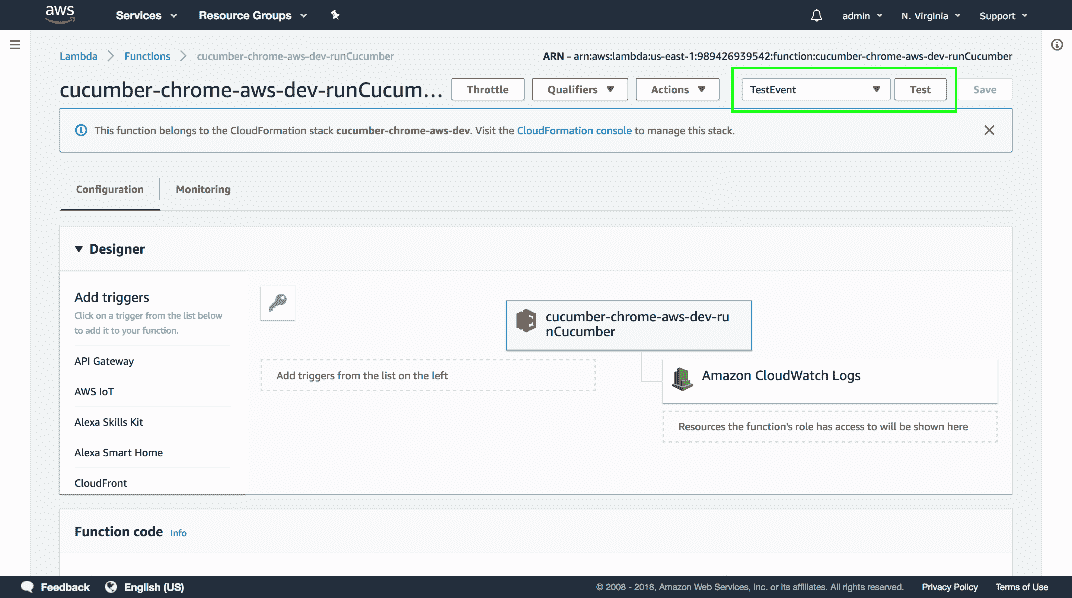 aws Services Resource Groups admin N. Virginia Support
Lambda Functions cucumber-chrome-aws-dev-runCucumber ARN - arn:aws:lambda:us-east-1:989426939542:function:cucumber-chrome-aws-dev-runCucumber
cucumber-chrome-aws-dev-runCucum... Throttle Qualifiers Actions TestEvent Test Save
This function belongs to the CloudFormation stack cucumber-chrome-aws-dev. Visit the CloudFormation console to manage this stack.
Configuration Monitoring
Designer
Add triggers
Click on a trigger from the list below
to add it to your function.
API Gateway
AWS IoT
Alexa Skills Kit
Alexa Smart Home
CloudFront
Add triggers from the list on the left
cucumber-chrome-aws-dev-ru
nCucumber
Amazon CloudWatch Logs
Resources the function's role has access to will be shown here
Function code Info
Feedback English (US) © 2008 - 2018, Amazon Web Services, Inc. or its affiliates. All rights reserved. Privacy Policy Terms of Use